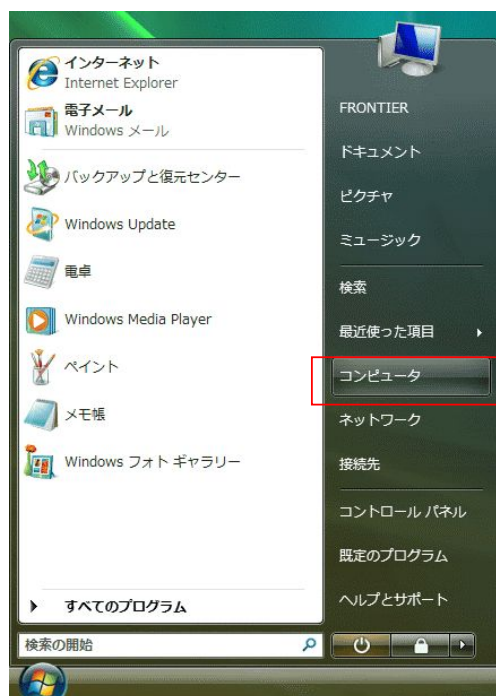 インターネット
Internet Explorer
電子メール
Windows メール
バックアップと復元センター
Windows Update
電卓
Windows Media Player
ペイント
メモ帳
Windows フォト ギャラリー
すべてのプログラム
検索の開始
FRONTIER
ドキュメント
ピクチャ
ミュージック
検索
最近使った項目
コンピュータ
ネットワーク
接続先
コントロール パネル
既定のプログラム
ヘルプとサポート